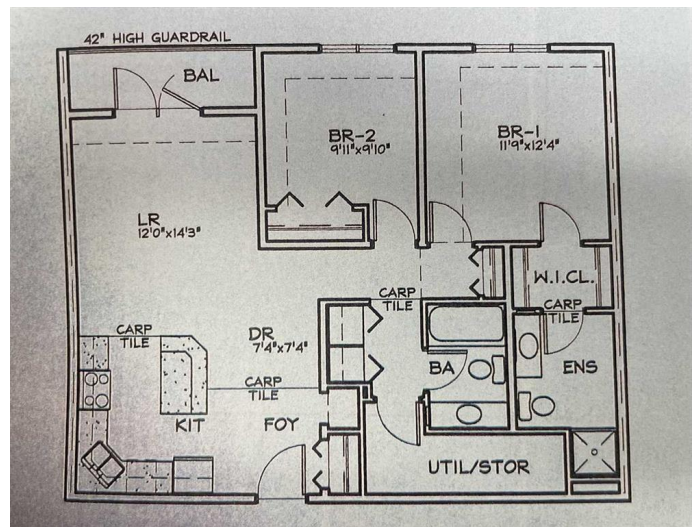 42" HIGH GUARDRAIL
BAL
BR-2
9'11"x9'10"
BR-1
11'9"x12'4"
LR
12'0"x14'3"
W.I.CL.
CARP
TILE
CARP
TILE
CARP
TILE
DR
7'4"x7'4"
BA
ENS
CARP
TILE
KIT
FOY
UTIL/STOR